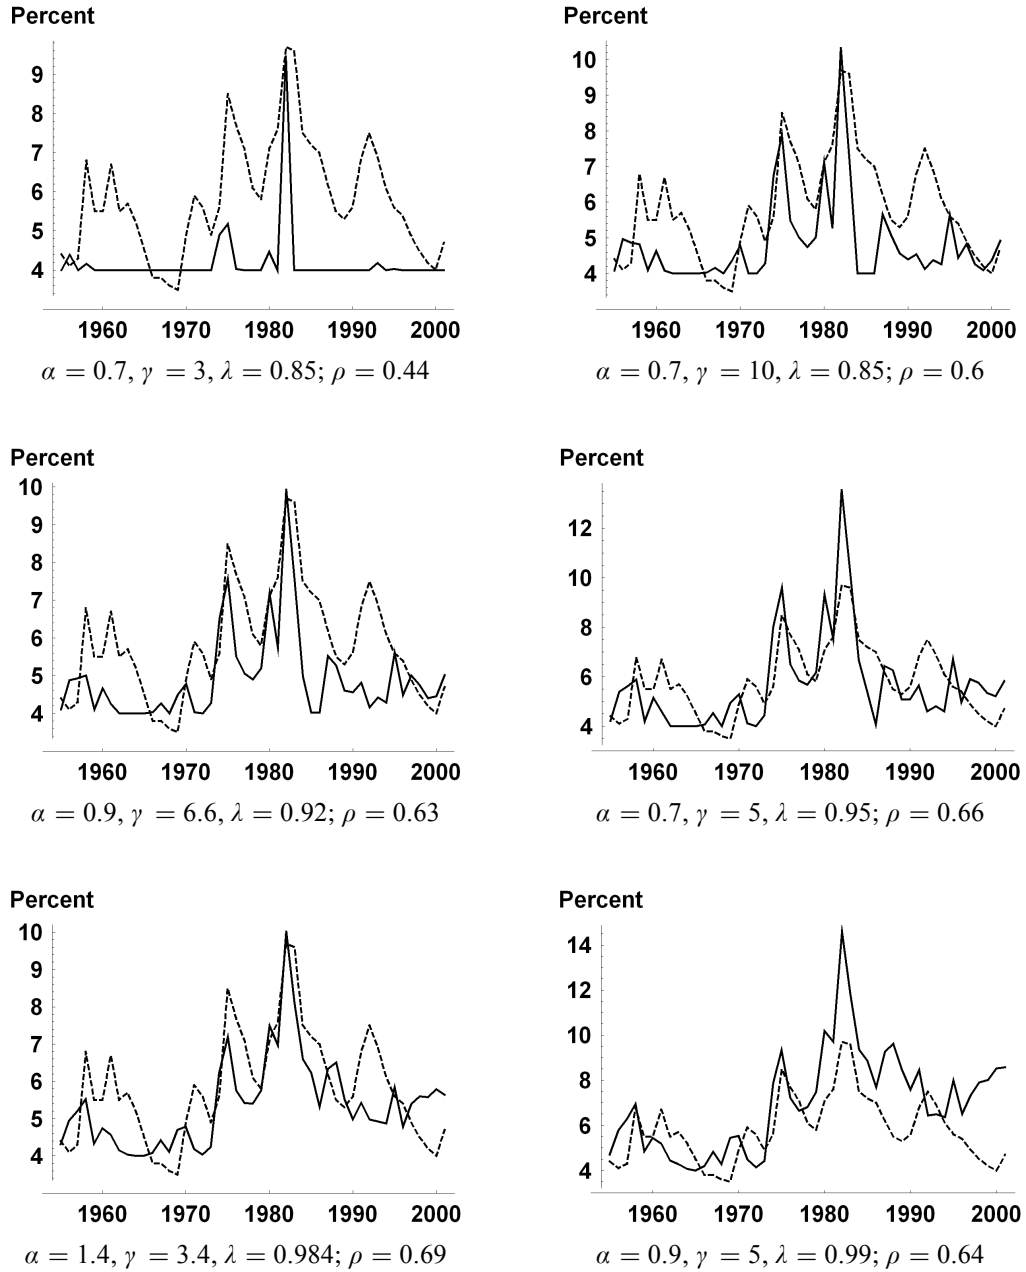 Percent
9
8
7
6
5
4
1960 1970 1980 1990 2000
α = 0.7, γ = 3, λ = 0.85; ρ = 0.44
Percent
10
9
8
7
6
5
4
1960 1970 1980 1990 2000
α = 0.7, γ = 10, λ = 0.85; ρ = 0.6
Percent
10
9
8
7
6
5
4
1960 1970 1980 1990 2000
α = 0.9, γ = 6.6, λ = 0.92; ρ = 0.63
Percent
12
10
8
6
4
1960 1970 1980 1990 2000
α = 0.7, γ = 5, λ = 0.95; ρ = 0.66
Percent
10
9
8
7
6
5
4
1960 1970 1980 1990 2000
α = 1.4, γ = 3.4, λ = 0.984; ρ = 0.69
Percent
14
12
10
8
6
4
1960 1970 1980 1990 2000
α = 0.9, γ = 5, λ = 0.99; ρ = 0.64